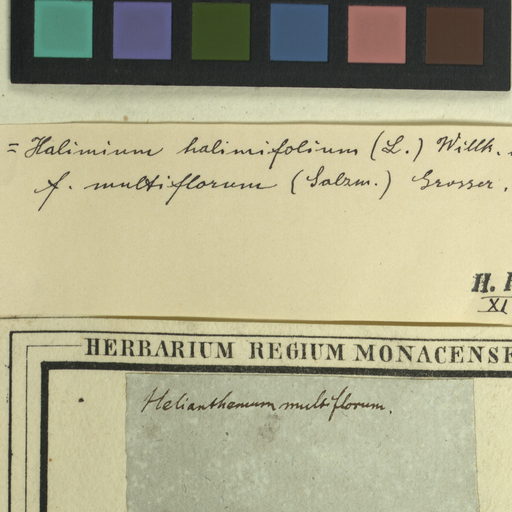 = Halimium halimifolium (L.) Willk.
f. multiflorum (Salzm.) Grosser.
H.
XI
HERBARIUM REGIUM MONACENSE
Helianthemum multiflorum.